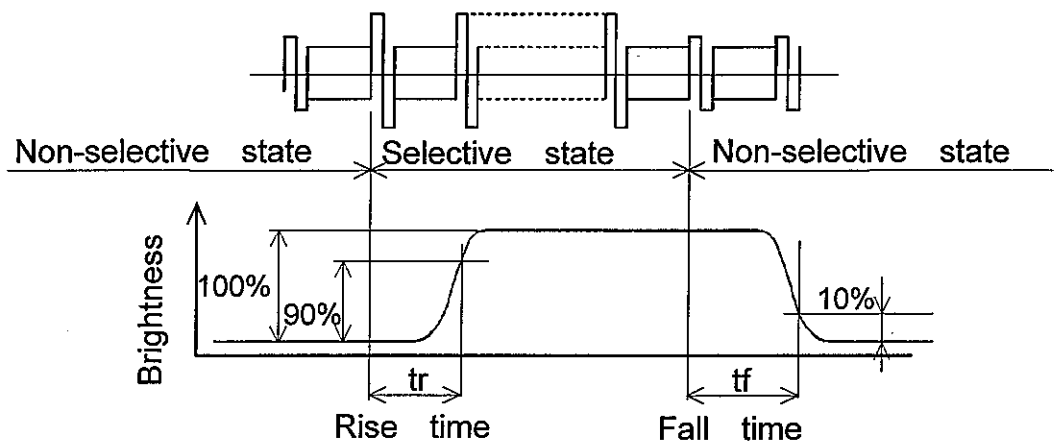 Non-selective state Selective state Non-selective state
Brightness
100%
90%
10%
tr tf
Rise time Fall time